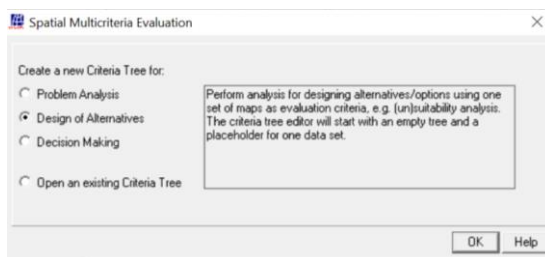 Spatial Multicriteria Evaluation
Create a new Criteria Tree for:
Problem Analysis
Design of Alternatives
Decision Making
Open an existing Criteria Tree
Perform analysis for designing alternatives/options using one
set of maps as evaluation criteria, e.g. (un)suitability analysis.
The criteria tree editor will start with an empty tree and a
placeholder for one data set.
OK
Help